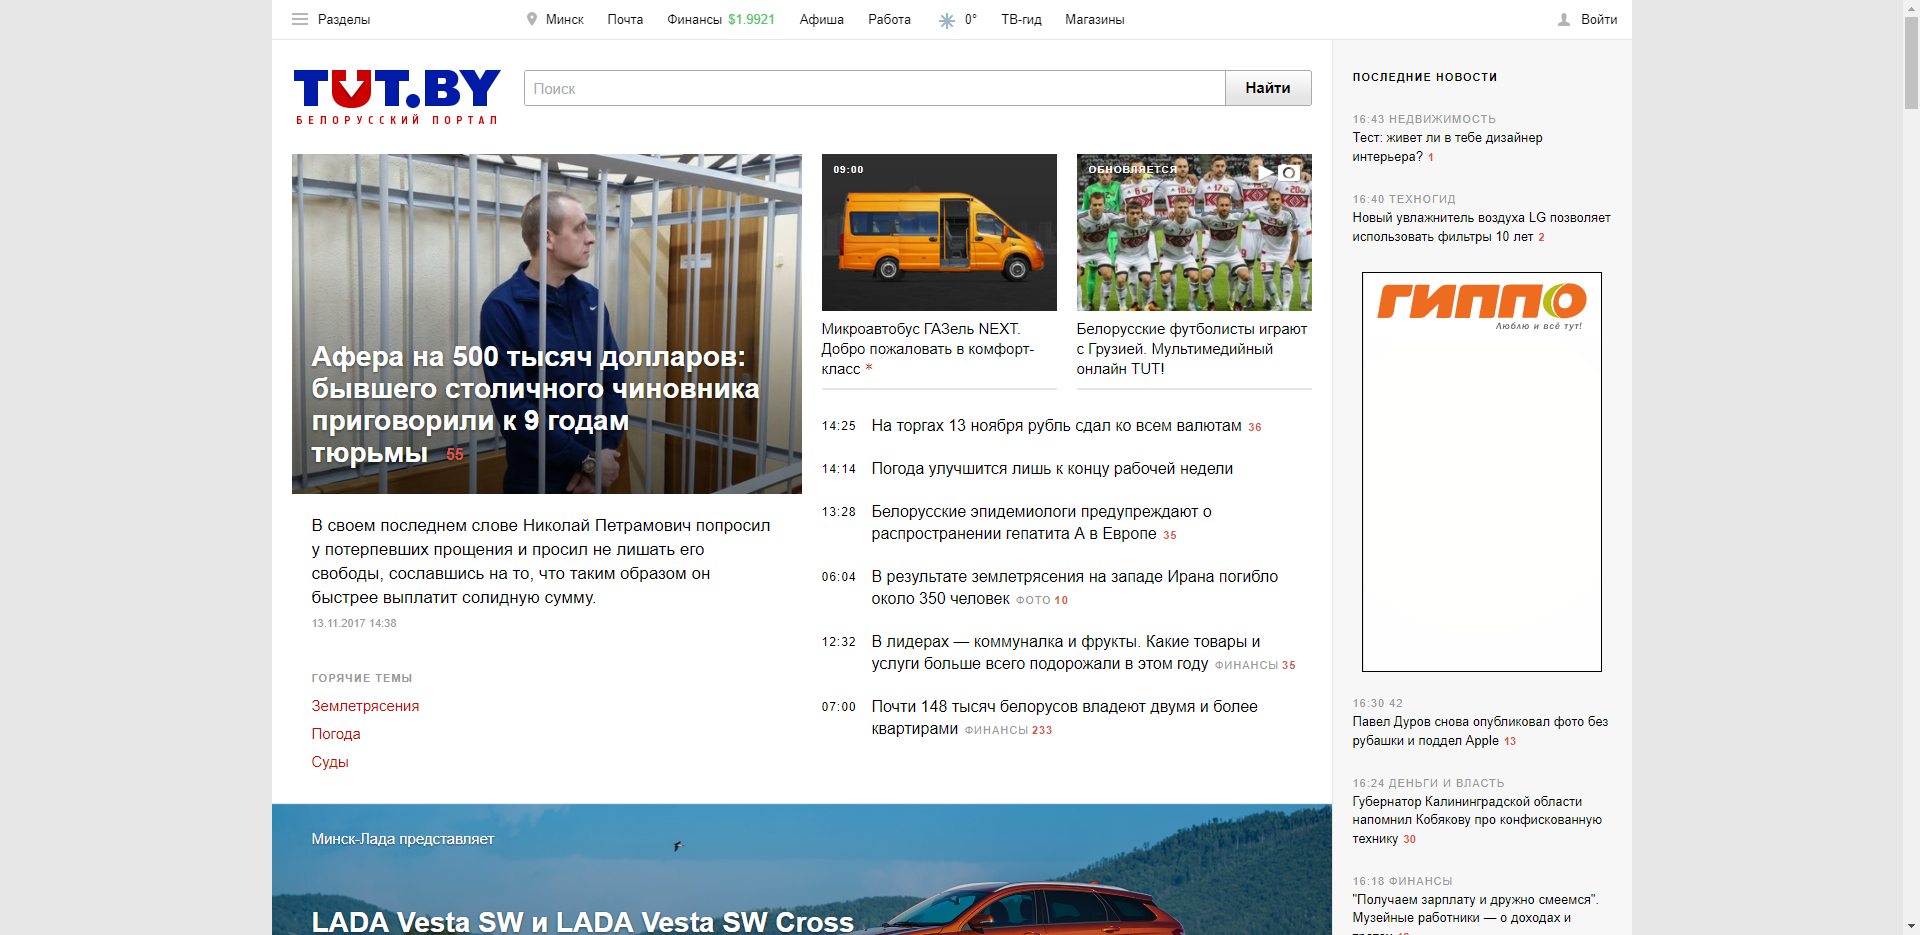 Разделы
Минск
Почта
Финансы $1.9921
Афиша
Работа
0°
ТВ-гид
Магазины
Войти
TUT.BY
БЕЛОРУССКИЙ ПОРТАЛ
Поиск
Найти
Афера на 500 тысяч долларов:
бывшего столичного чиновника
приговорили к 9 годам
тюрьмы 55
В своем последнем слове Николай Петрамович попросил
у потерпевших прощения и просил не лишать его
свободы, сославшись на то, что таким образом он
быстрее выплатит солидную сумму.
13.11.2017 14:38
ГОРЯЧИЕ ТЕМЫ
Землетрясения
Погода
Суды
09:00
Микроавтобус ГАЗель NEXT.
Добро пожаловать в комфорт-
класс *
ОБНОВЛЯЕТСЯ
Белорусские футболисты играют
с Грузией. Мультимедийный
онлайн TUT!
14:25 На торгах 13 ноября рубль сдал ко всем валютам 36
14:14 Погода улучшится лишь к концу рабочей недели
13:28 Белорусские эпидемиологи предупреждают о
распространении гепатита А в Европе 35
06:04 В результате землетрясения на западе Ирана погибло
около 350 человек ФОТО 10
12:32 В лидерах — коммуналка и фрукты. Какие товары и
услуги больше всего подорожали в этом году ФИНАНСЫ 35
07:00 Почти 148 тысяч белорусов владеют двумя и более
квартирами ФИНАНСЫ 233
Минск-Лада представляет
LADA Vesta SW и LADA Vesta SW Cross
ПОСЛЕДНИЕ НОВОСТИ
16:43 НЕДВИЖИМОСТЬ
Тест: живет ли в тебе дизайнер
интерьера? 1
16:40 ТЕХНОГИД
Новый увлажнитель воздуха LG позволяет
использовать фильтры 10 лет 2
ГИППО
Люблю и всё тут!
16:30 42
Павел Дуров снова опубликовал фото без
рубашки и поддел Apple 13
16:24 ДЕНЬГИ И ВЛАСТЬ
Губернатор Калининградской области
напомнил Кобякову про конфискованную
технику 30
16:18 ФИНАНСЫ
"Получаем зарплату и дружно смеемся".
Музейные работники — о доходах и